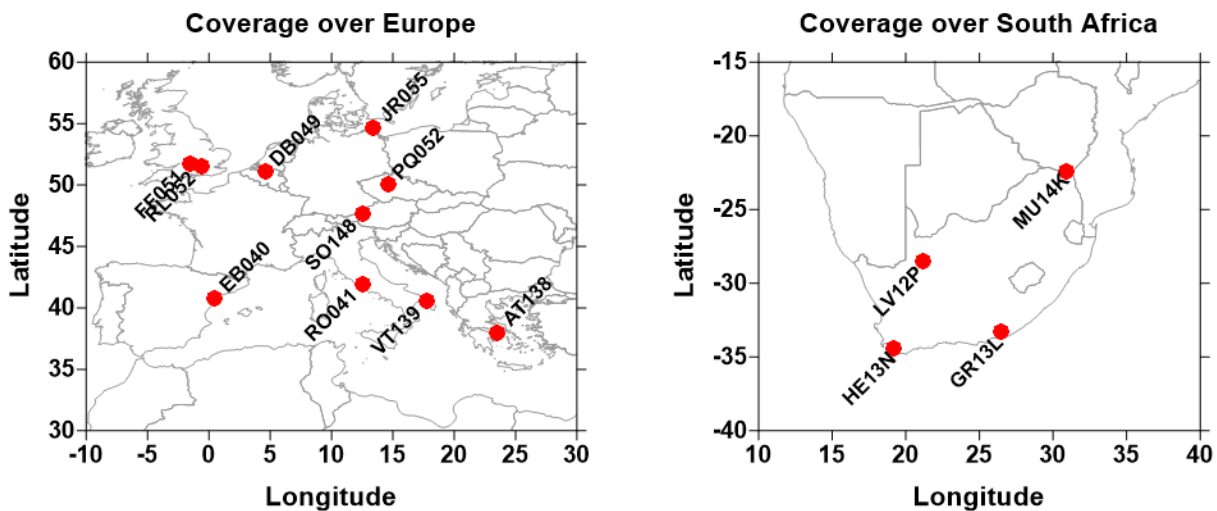 Coverage over Europe
60
55
50
45
40
35
30
-10
-5
0
5
10
15
20
25
30
Latitude
Longitude
JR055
DB049
PQ052
FF051
RL052
SO148
EB040
RO041
VT139
AT138
Coverage over South Africa
-15
-20
-25
-30
-35
-40
10
15
20
25
30
35
40
Latitude
Longitude
MU14K
LV12P
HE13N
GR13L